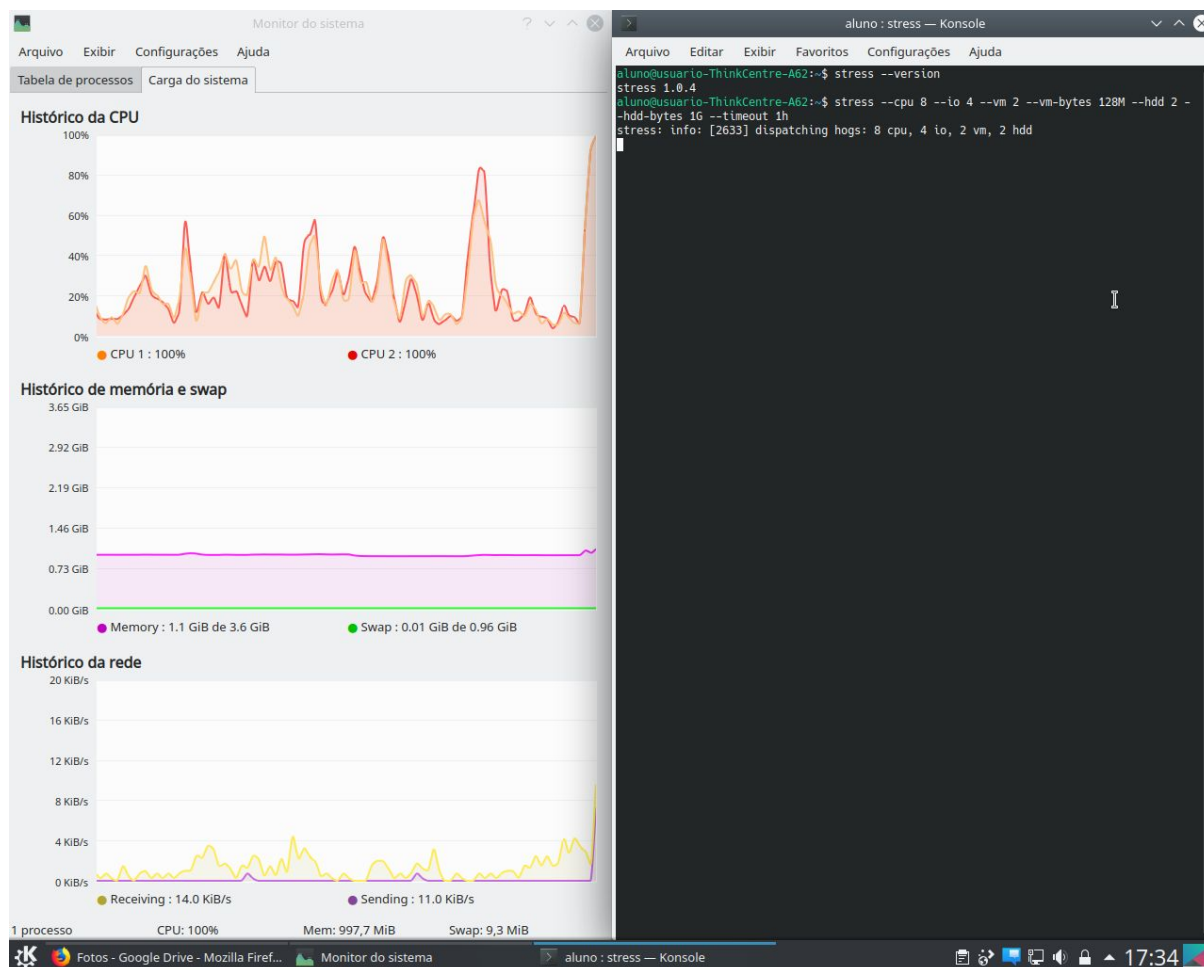 Monitor do sistema
Arquivo Exibir Configurações Ajuda
Tabela de processos Carga do sistema
Histórico da CPU
100%
80%
60%
40%
20%
0%
CPU 1 : 100% CPU 2 : 100%
Histórico de memória e swap
3.65 GiB
2.92 GiB
2.19 GiB
1.46 GiB
0.73 GiB
0.00 GiB
Memory : 1.1 GiB de 3.6 GiB Swap : 0.01 GiB de 0.96 GiB
Histórico da rede
20 KiB/s
16 KiB/s
12 KiB/s
8 KiB/s
4 KiB/s
0 KiB/s
Receiving : 14.0 KiB/s Sending : 11.0 KiB/s
1 processo CPU: 100% Mem: 997,7 MiB Swap: 9,3 MiB
aluno : stress — Konsole
Arquivo Editar Exibir Favoritos Configurações Ajuda
aluno@usuario-ThinkCentre-A62:~$ stress --version
stress 1.0.4
aluno@usuario-ThinkCentre-A62:~$ stress --cpu 8 --io 4 --vm 2 --vm-bytes 128M --hdd 2 -
-hdd-bytes 1G --timeout 1h
stress: info: [2633] dispatching hogs: 8 cpu, 4 io, 2 vm, 2 hdd
Fotos - Google Drive - Mozilla Firef... Monitor do sistema aluno : stress — Konsole 17:34